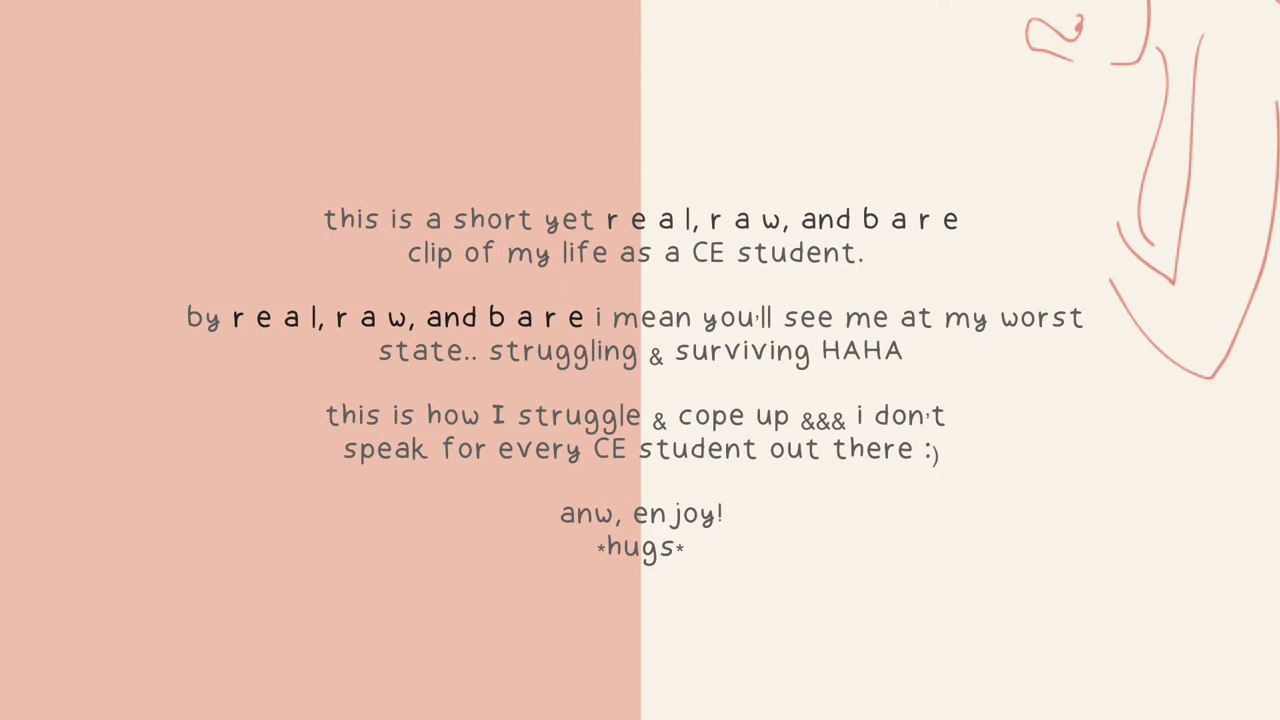 this is a short yet r e a l, r a w, and b a r e
clip of my life as a CE student.
by r e a l, r a w, and b a r e i mean you'll see me at my worst
state.. struggling & surviving HAHA
this is how I struggle & cope up &&& i don't
speak for every CE student out there :)
anw, enjoy!
*hugs*